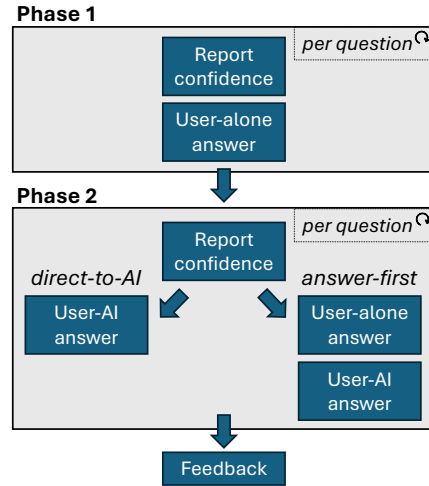 Phase 1
per question
Report
confidence
User-alone
answer
Phase 2
per question
Report
confidence
direct-to-AI
answer-first
User-AI
answer
User-alone
answer
User-AI
answer
Feedback